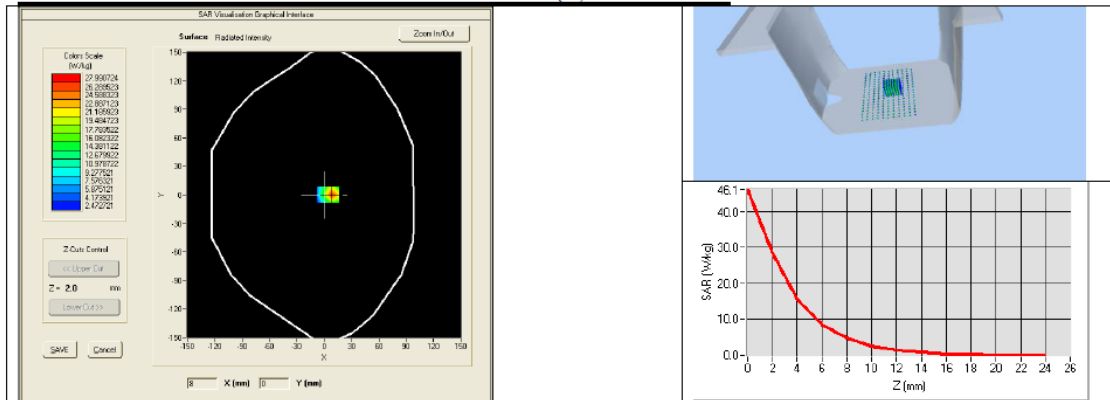 SAR Visualisation Graphical Interface
Surface Radiated Intensity
Zoom In/Out
Colors Scale
(W/kg)
27.990724
26.289523
24.588323
22.887123
21.185923
19.484723
17.783522
16.082322
14.381122
12.679922
10.978722
9.277521
7.576321
5.875121
4.173921
2.472721
Z-Cuts Control
<< Upper Cut
Z = 2.0 mm
Lower Cut >>
SAVE Cancel
150
120
90
60
30
0
-30
-60
-90
-120
-150
Y
-150 -120 -90 -60 -30 0 30 60 90 120 150
X
8 X (mm) 0 Y (mm)
46.1
40.0
30.0
20.0
10.0
0.0
SAR (W/kg)
0 2 4 6 8 10 12 14 16 18 20 22 24 26
Z (mm)